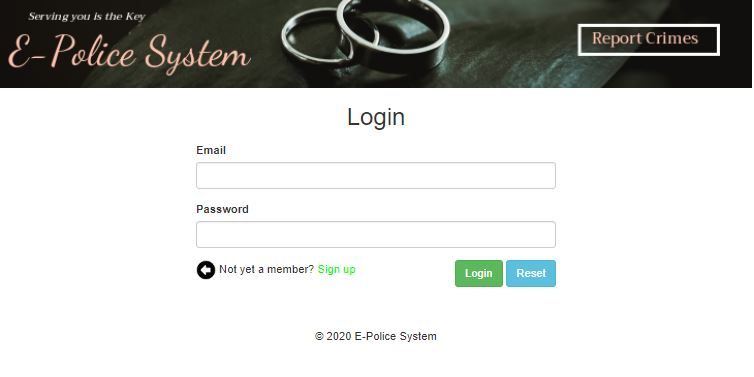 Serving you is the Key
E-Police System
Report Crimes
Login
Email
Password
Not yet a member? Sign up
Login
Reset
© 2020 E-Police System